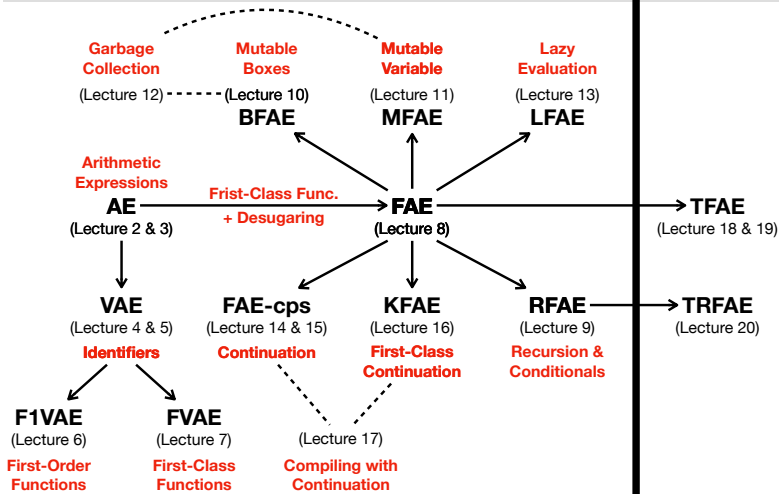 Garbage
Collection
(Lecture 12)
Mutable
Boxes
(Lecture 10)
BFAE
Mutable
Variable
(Lecture 11)
MFAE
Lazy
Evaluation
(Lecture 13)
LFAE
Arithmetic
Expressions
AE
(Lecture 2 & 3)
Frist-Class Func.
+ Desugaring
FAE
(Lecture 8)
TFAE
(Lecture 18 & 19)
VAE
(Lecture 4 & 5)
Identifiers
FAE-cps
(Lecture 14 & 15)
Continuation
KFAE
(Lecture 16)
First-Class
Continuation
RFAE
(Lecture 9)
Recursion &
Conditionals
TRFAE
(Lecture 20)
F1VAE
(Lecture 6)
First-Order
Functions
FVAE
(Lecture 7)
First-Class
Functions
(Lecture 17)
Compiling with
Continuation